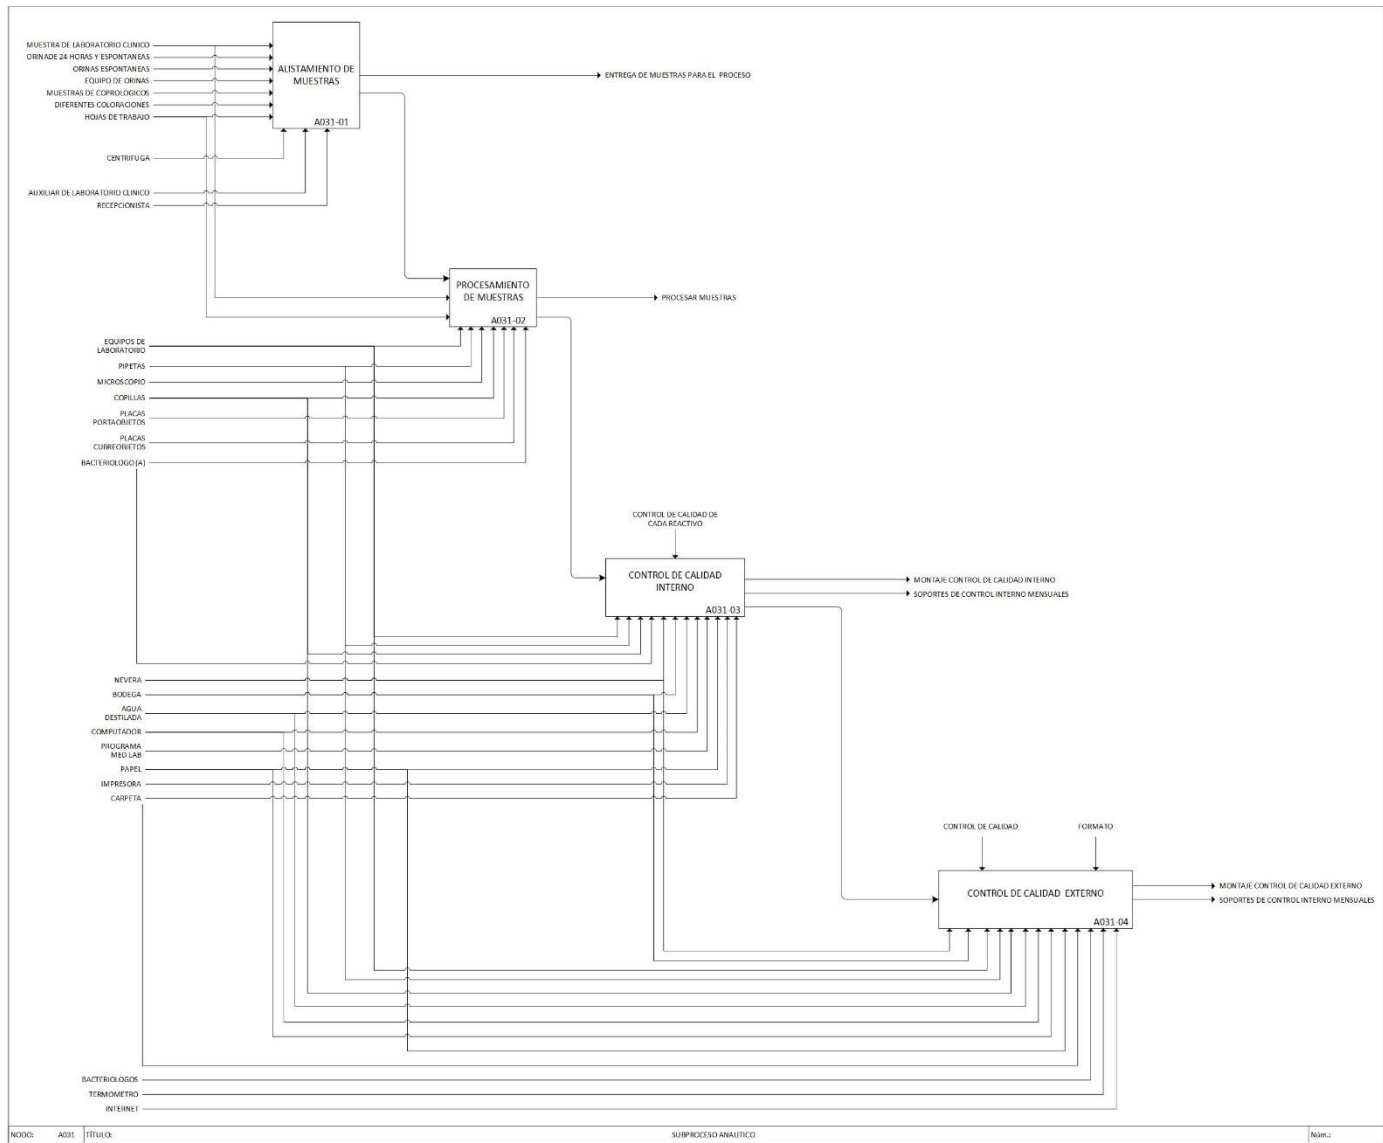 MUESTRA DE LABORATORIO CLINICO
ORINADE 24 HORAS Y ESPONTANEAS
ORINAS ESPONTANEAS
EQUIPO DE ORINAS
MUESTRAS DE COPROLOGICOS
DIFERENTES COLORACIONES
HOJAS DE TRABAJO
ALISTAMIENTO DE
MUESTRAS
A031-01
ENTREGA DE MUESTRAS PARA EL PROCESO
CENTRIFUGA
AUXILIAR DE LABORATORIO CLINICO
RECEPCIONISTA
PROCESAMIENTO
DE MUESTRAS
A031-02
PROCESAR MUESTRAS
EQUIPOS DE
LABORATORIO
PIPETAS
MICROSCOPIO
COPILLAS
PLACAS
PORTAOBJETOS
PLACAS
CUBREOBJETOS
BACTERIOLOGO (A)
CONTROL DE CALIDAD DE
CADA REACTIVO
CONTROL DE CALIDAD
INTERNO
A031-03
MONTAJE CONTROL DE CALIDAD INTERNO
SOPORTES DE CONTROL INTERNO MENSUALES
NEVERA
BODEGA
AGUA
DESTILADA
COMPUTADOR
PROGRAMA
MED LAB
PAPEL
IMPRESORA
CARPETA
CONTROL DE CALIDAD
FORMATO
CONTROL DE CALIDAD EXTERNO
A031-04
MONTAJE CONTROL DE CALIDAD EXTERNO
SOPORTES DE CONTROL INTERNO MENSUALES
BACTERIOLOGOS
TERMOMETRO
INTERNET
NODO: A031 TÍTULO: SUBPROCESO ANALITICO Núm.: